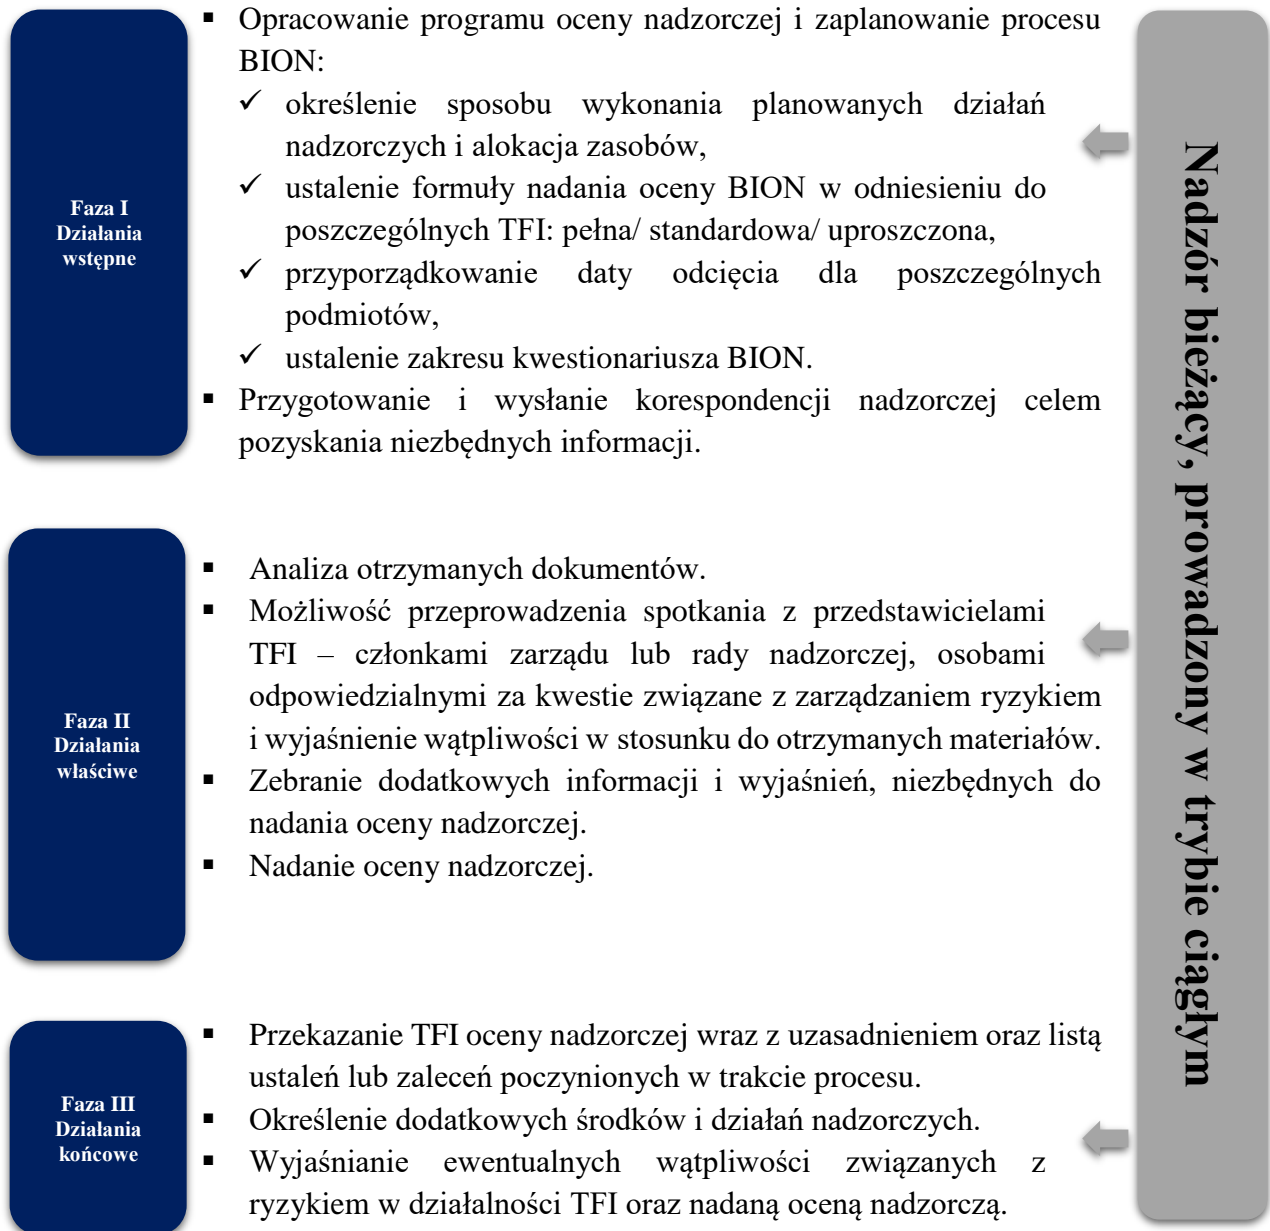 Faza I
Działania
wstępne
▪ Opracowanie programu oceny nadzorczej i zaplanowanie procesu
BION:
✓ określenie sposobu wykonania planowanych działań
nadzorczych i alokacja zasobów,
✓ ustalenie formuły nadania oceny BION w odniesieniu do
poszczególnych TFI: pełna/ standardowa/ uproszczona,
✓ przyporządkowanie daty odcięcia dla poszczególnych
podmiotów,
✓ ustalenie zakresu kwestionariusza BION.
▪ Przygotowanie i wysłanie korespondencji nadzorczej celem
pozyskania niezbędnych informacji.
Faza II
Działania
właściwe
▪ Analiza otrzymanych dokumentów.
▪ Możliwość przeprowadzenia spotkania z przedstawicielami
TFI – członkami zarządu lub rady nadzorczej, osobami
odpowiedzialnymi za kwestie związane z zarządzaniem ryzykiem
i wyjaśnienie wątpliwości w stosunku do otrzymanych materiałów.
▪ Zebranie dodatkowych informacji i wyjaśnień, niezbędnych do
nadania oceny nadzorczej.
▪ Nadanie oceny nadzorczej.
Faza III
Działania
końcowe
▪ Przekazanie TFI oceny nadzorczej wraz z uzasadnieniem oraz listą
ustaleń lub zaleceń poczynionych w trakcie procesu.
▪ Określenie dodatkowych środków i działań nadzorczych.
▪ Wyjaśnianie ewentualnych wątpliwości związanych z
ryzykiem w działalności TFI oraz nadaną oceną nadzorczą.
Nadzór bieżący, prowadzony w trybie ciągłym